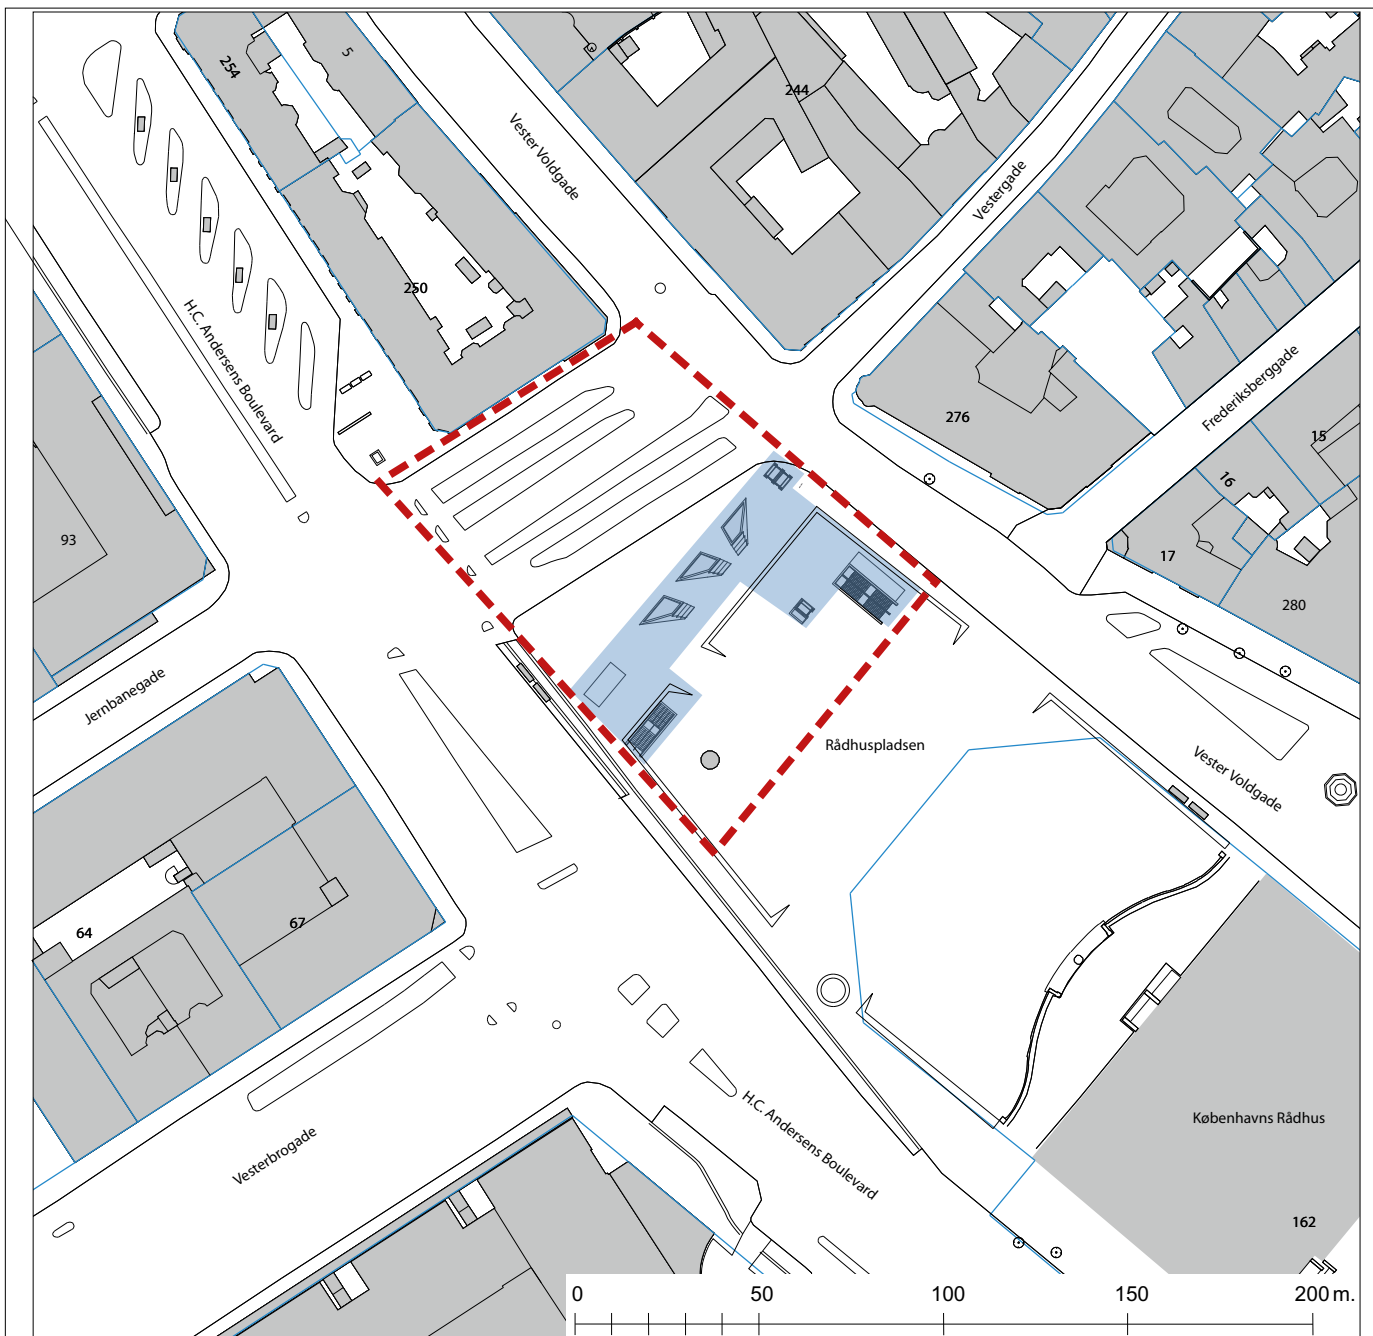 254
5
244
Vester Voldgade
Vestergade
250
H.C. Andersens Boulevard
Frederiksberggade
276
15
16
93
17
280
Jernbanegade
Rådhuspladsen
Vester Voldgade
67
64
H.C. Andersens Boulevard
Københavns Rådhus
Vesterbrogade
162
0 50 100 150 200 m.